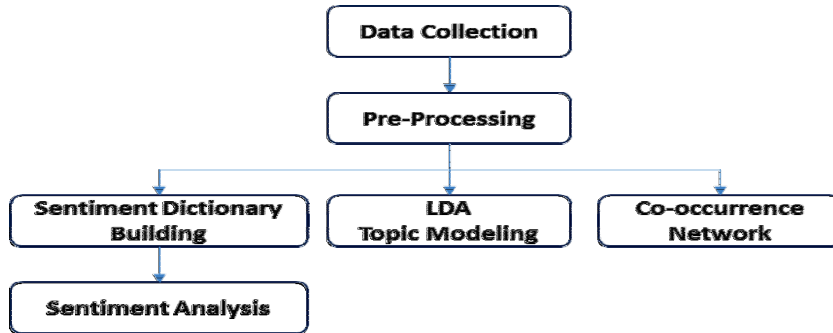 Data Collection
Pre-Processing
Sentiment Dictionary
Building
LDA
Topic Modeling
Co-occurrence
Network
Sentiment Analysis